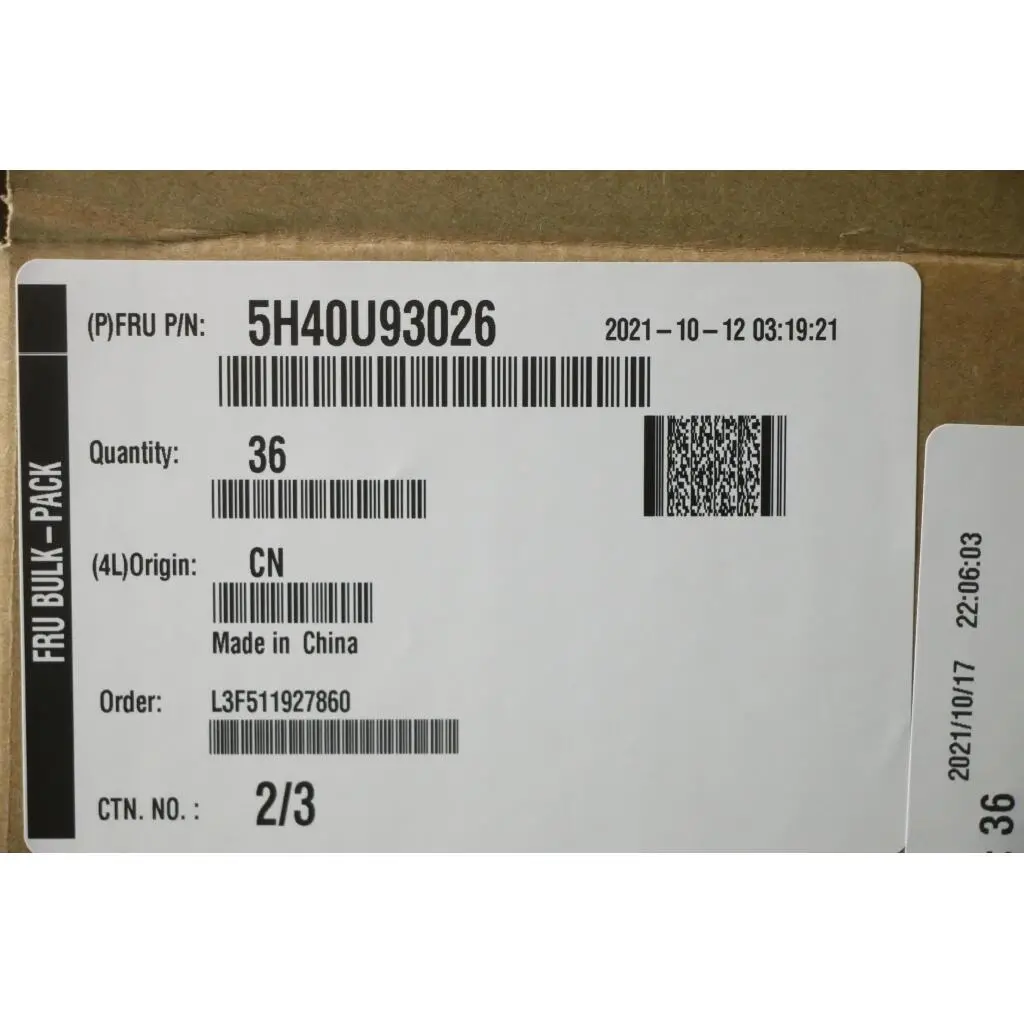 (P)FRU P/N: 5H40U93026 2021-10-12 03:19:21
Quantity: 36
(4L)Origin: CN
Made in China
Order: L3F511927860
CTN. NO. : 2/3
FRU BULK-PACK
2021/10/17 22:06:03
36